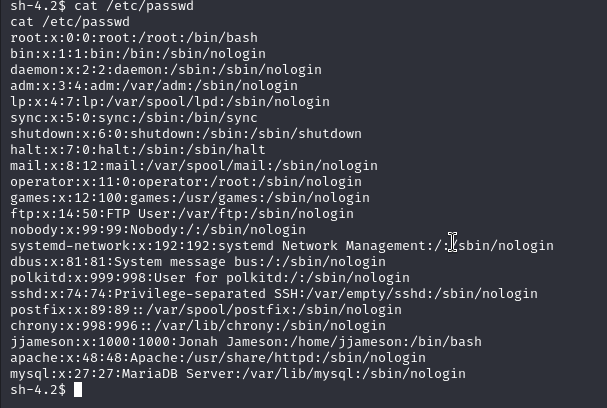 sh-4.2$ cat /etc/passwd
cat /etc/passwd
root:x:0:0:root:/root:/bin/bash
bin:x:1:1:bin:/bin:/sbin/nologin
daemon:x:2:2:daemon:/sbin:/sbin/nologin
adm:x:3:4:adm:/var/adm:/sbin/nologin
lp:x:4:7:lp:/var/spool/lpd:/sbin/nologin
sync:x:5:0:sync:/sbin:/bin/sync
shutdown:x:6:0:shutdown:/sbin:/sbin/shutdown
halt:x:7:0:halt:/sbin:/sbin/halt
mail:x:8:12:mail:/var/spool/mail:/sbin/nologin
operator:x:11:0:operator:/root:/sbin/nologin
games:x:12:100:games:/usr/games:/sbin/nologin
ftp:x:14:50:FTP User:/var/ftp:/sbin/nologin
nobody:x:99:99:Nobody:/:/sbin/nologin
systemd-network:x:192:192:systemd Network Management:/:/sbin/nologin
dbus:x:81:81:System message bus:/:/sbin/nologin
polkitd:x:999:998:User for polkitd:/:/sbin/nologin
sshd:x:74:74:Privilege-separated SSH:/var/empty/sshd:/sbin/nologin
postfix:x:89:89::/var/spool/postfix:/sbin/nologin
chrony:x:998:996::/var/lib/chrony:/sbin/nologin
jjameson:x:1000:1000:Jonah Jameson:/home/jjameson:/bin/bash
apache:x:48:48:Apache:/usr/share/httpd:/sbin/nologin
mysql:x:27:27:MariaDB Server:/var/lib/mysql:/sbin/nologin
sh-4.2$